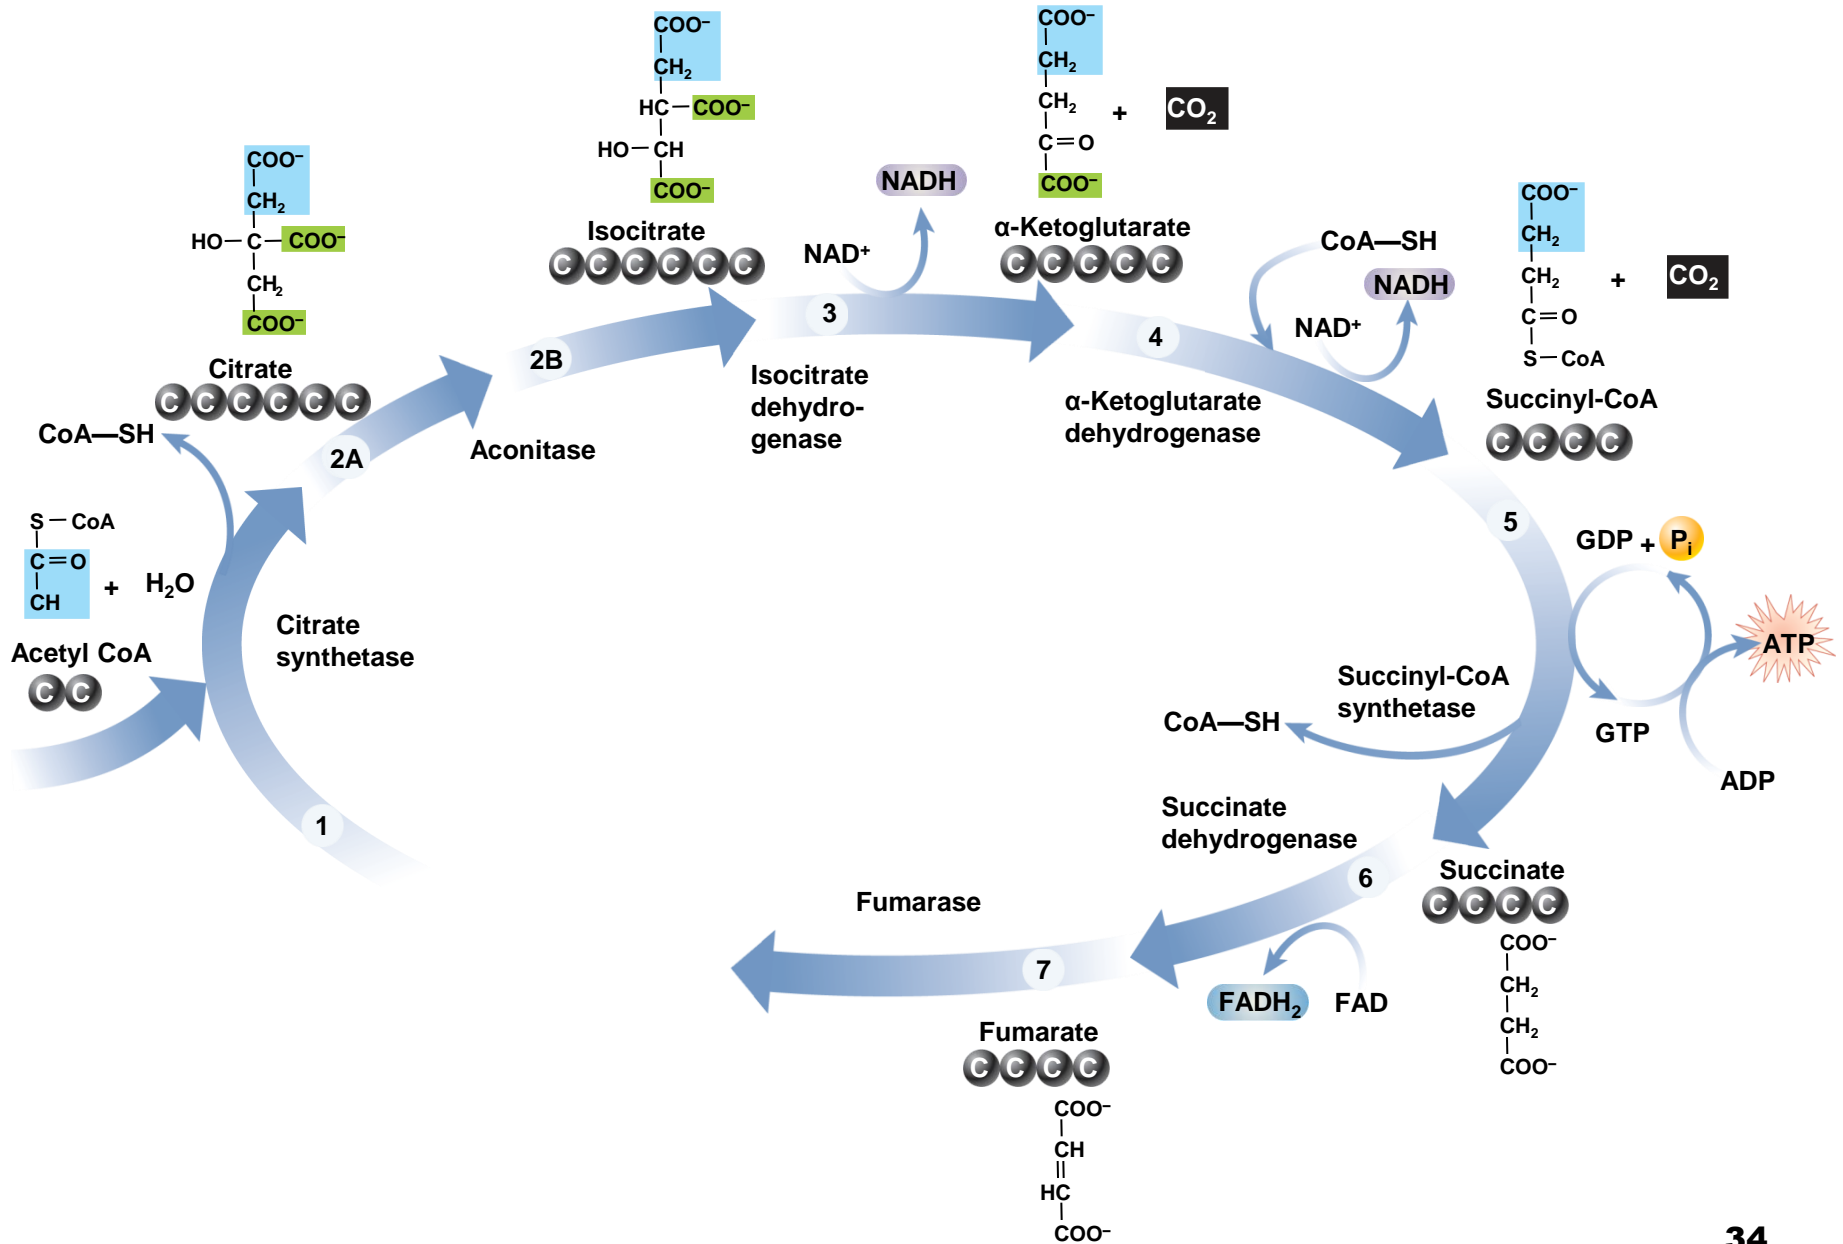 COO–
CH2
HO C COO–
CH2
COO–
Citrate
C C C C C C
COO–
CH2
HC COO–
HO CH
COO–
Isocitrate
C C C C C C
COO–
CH2
CH2
C=O
COO–
+ CO2
α-Ketoglutarate
C C C C C
COO–
CH2
CH2
C=O
S CoA
+ CO2
Succinyl-CoA
C C C C
NADH
NAD+
CoA—SH
NADH
NAD+
CoA—SH
S CoA
C=O
CH
+ H2O
Acetyl CoA
C C
1
Citrate
synthetase
2A
2B
Aconitase
3
Isocitrate
dehydro-
genase
4
α-Ketoglutarate
dehydrogenase
5
GDP + Pi
ATP
GTP
ADP
Succinyl-CoA
synthetase
CoA—SH
Succinate
C C C C
COO–
CH2
CH2
COO–
Succinate
dehydrogenase
6
FADH2
FAD
Fumarase
7
Fumarate
C C C C
COO–
CH
HC
COO–
34